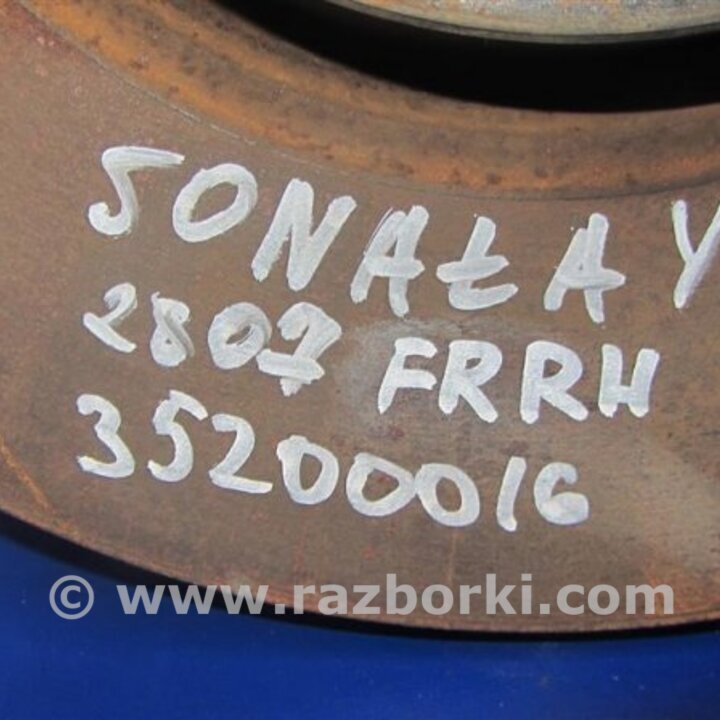 SONATA Y
2807 FRRH
35200016
© www.razborki.com